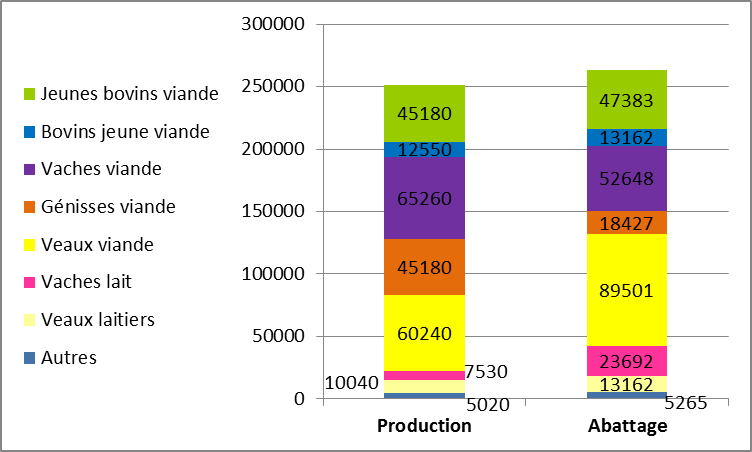 300000
250000
200000
150000
100000
50000
0
Jeunes bovins viande
Bovins jeune viande
Vaches viande
Génisses viande
Veaux viande
Vaches lait
Veaux laitiers
Autres
45180
12550
65260
45180
60240
7530
10040
5020
47383
13162
52648
18427
89501
23692
13162
5265
Production
Abattage